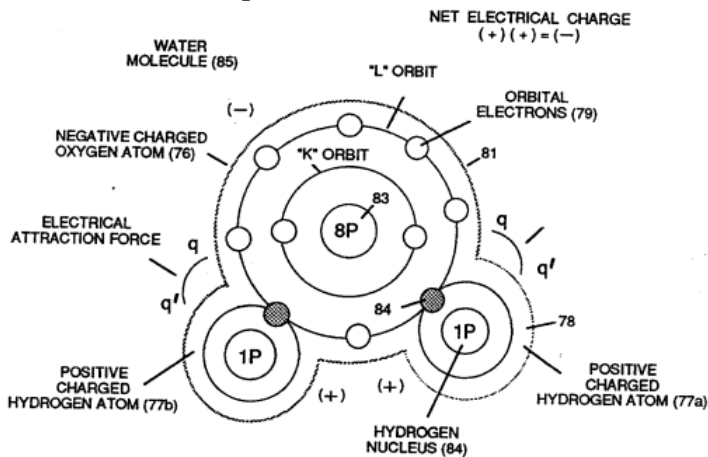 NET ELECTRICAL CHARGE
(+) (+) = (−)
WATER
MOLECULE (85)
"L" ORBIT
(−)
ORBITAL
ELECTRONS (79)
NEGATIVE CHARGED
OXYGEN ATOM (76)
"K" ORBIT
81
83
8P
ELECTRICAL
ATTRACTION FORCE
q
q'
q
q'
84
78
1P
1P
POSITIVE
CHARGED
HYDROGEN ATOM (77b)
(+)
(+)
POSITIVE
CHARGED
HYDROGEN ATOM (77a)
HYDROGEN
NUCLEUS (84)